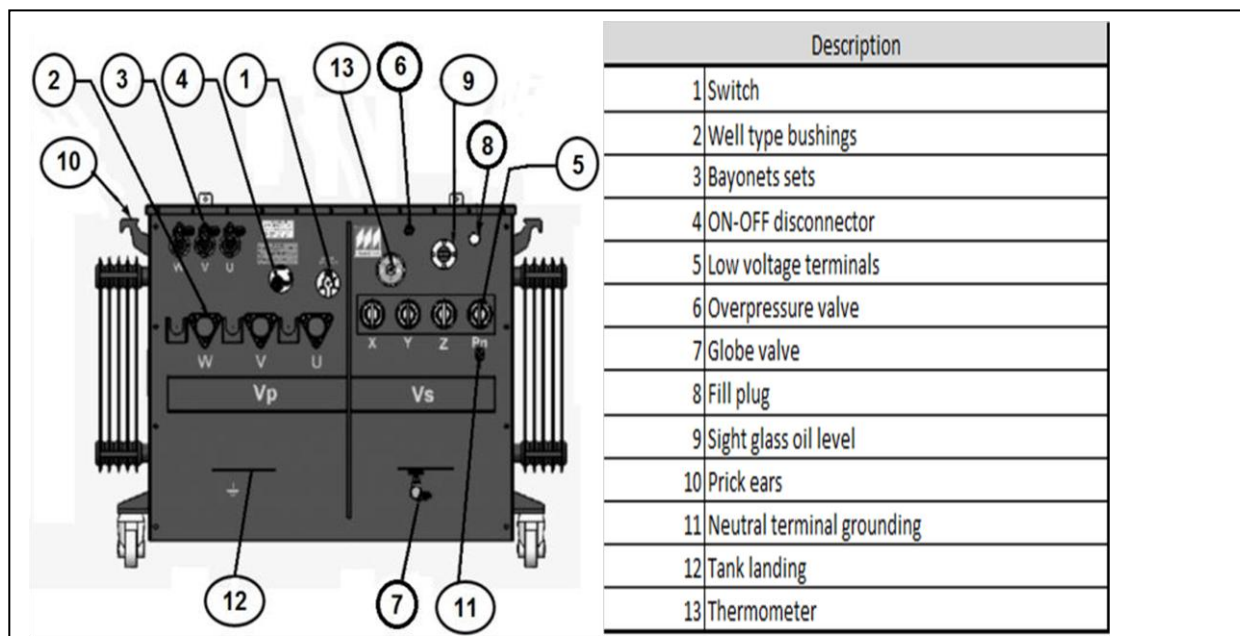 2 3 4 1 13 6 9
8
10 5
W V U
X Y Z Pn
W V U
Vp Vs
12 7 11
Description
1 Switch
2 Well type bushings
3 Bayonets sets
4 ON-OFF disconnector
5 Low voltage terminals
6 Overpressure valve
7 Globe valve
8 Fill plug
9 Sight glass oil level
10 Prick ears
11 Neutral terminal grounding
12 Tank landing
13 Thermometer